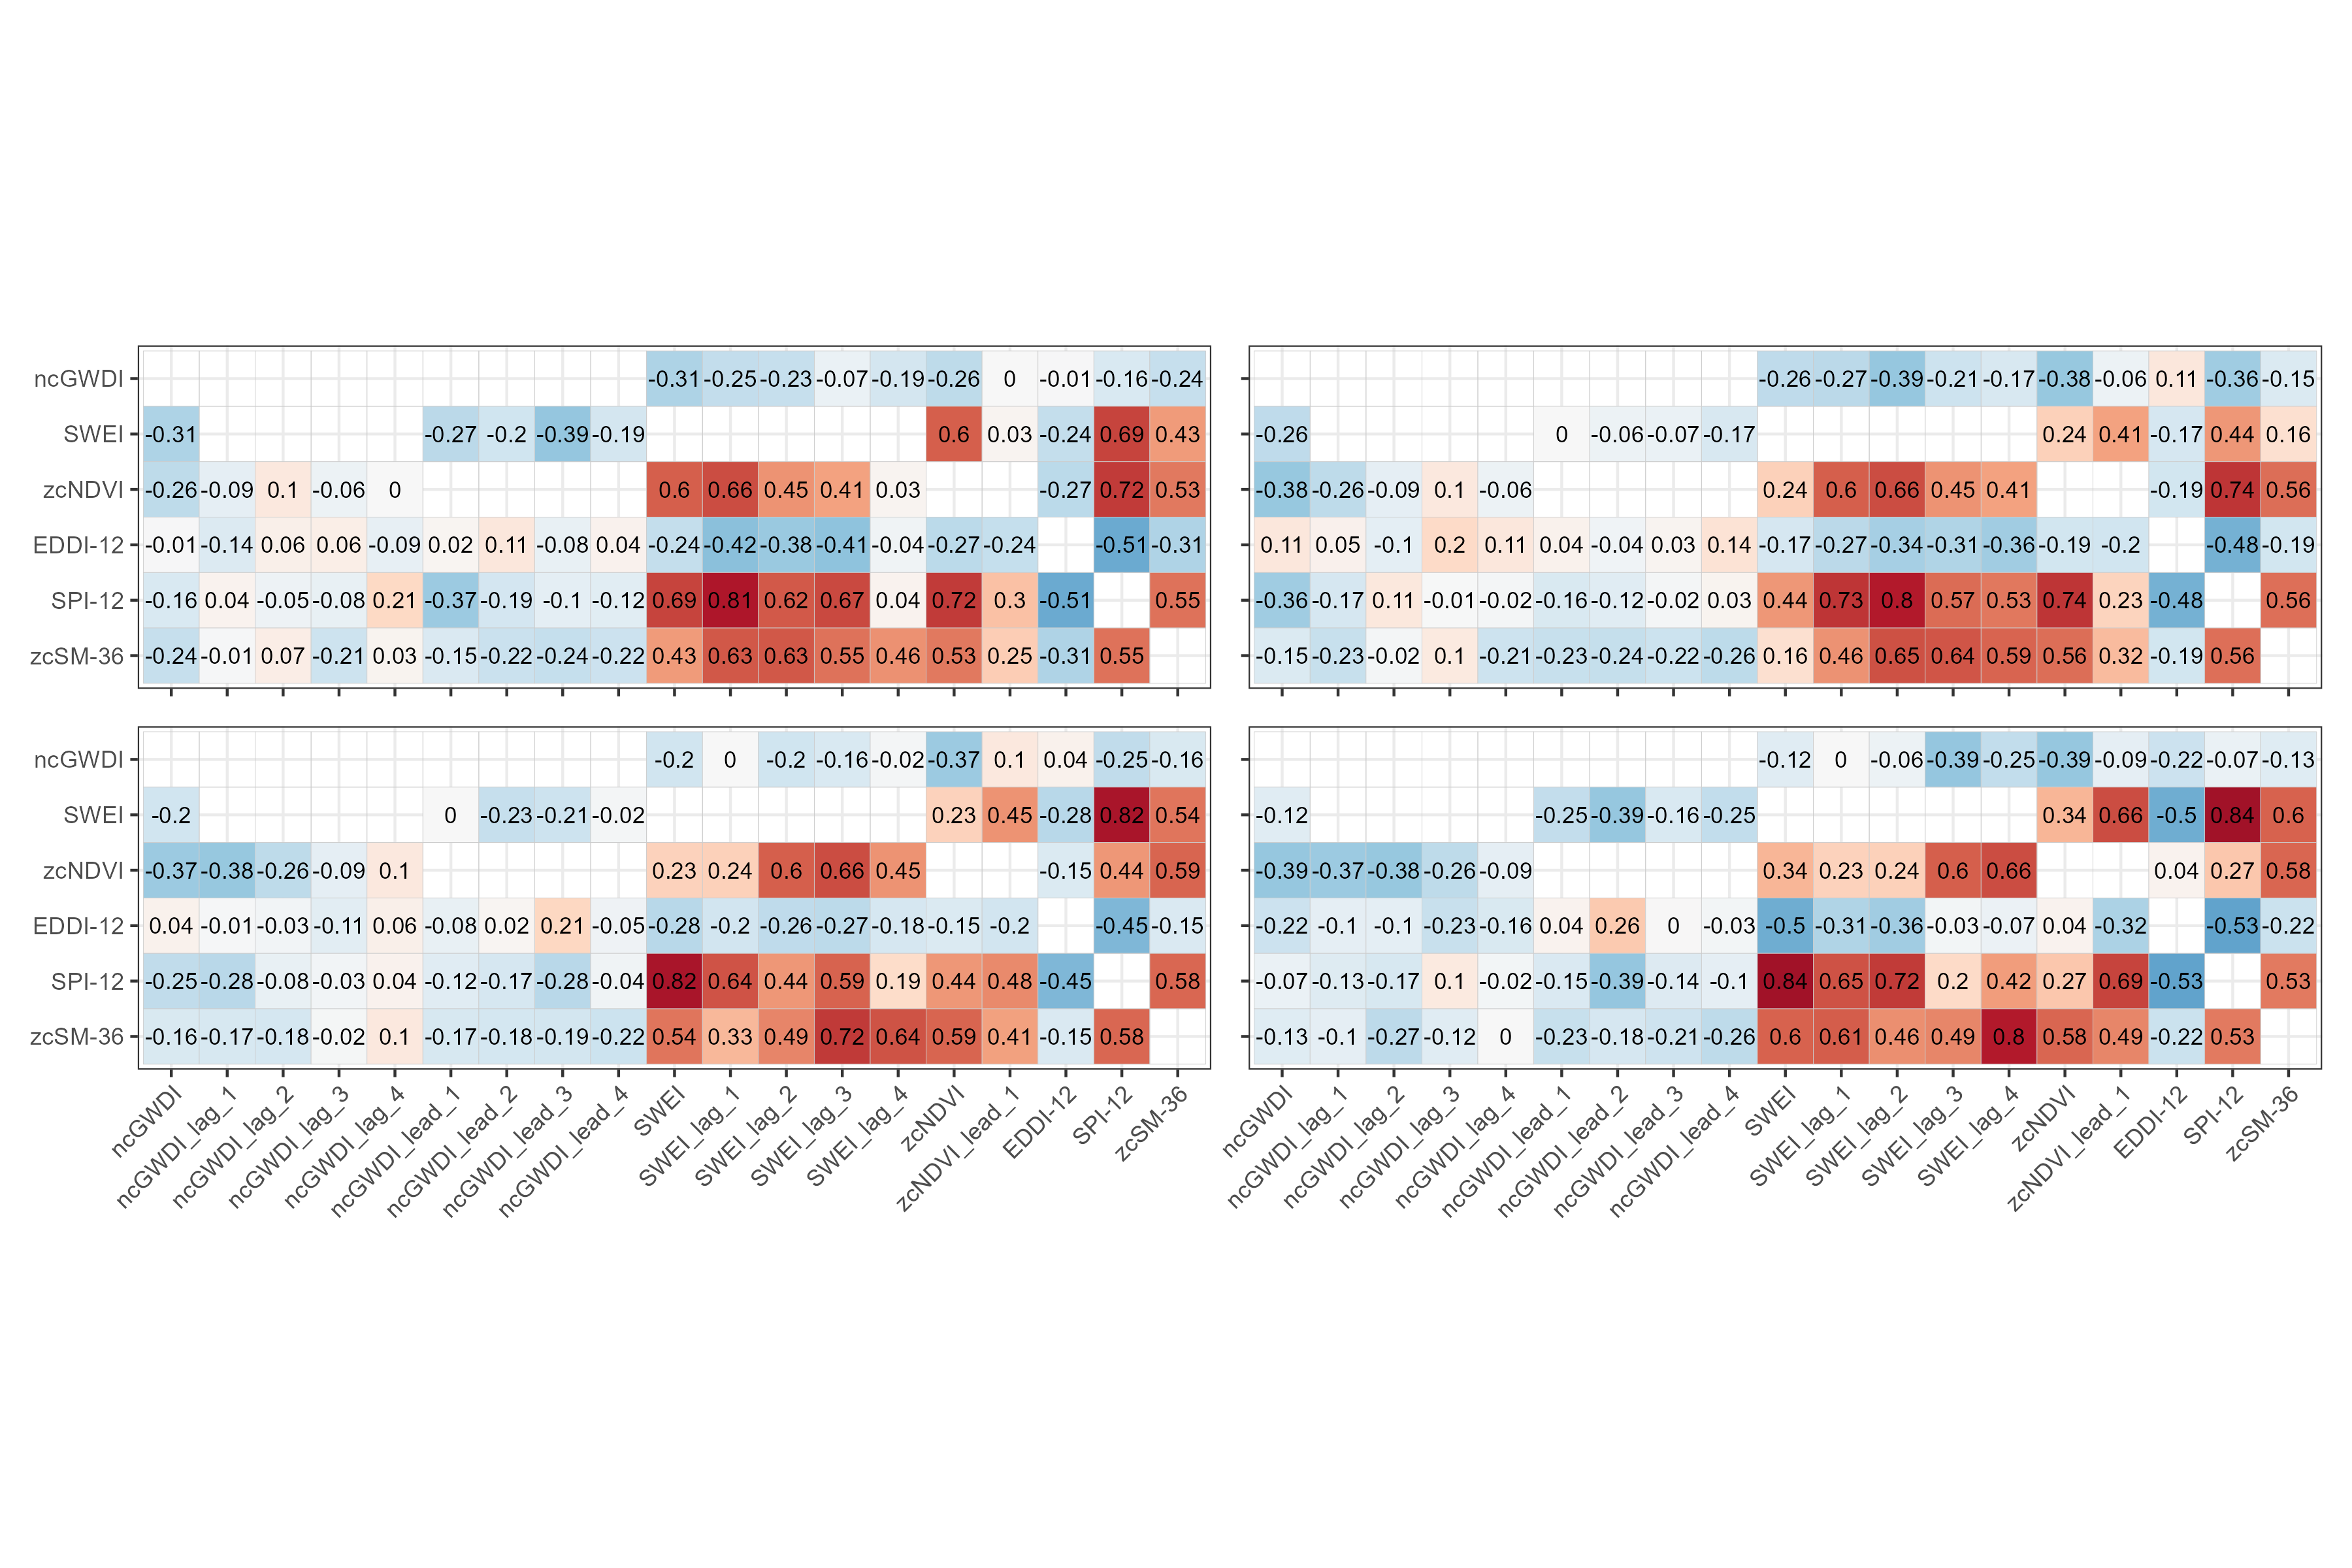 ncGWDI -0.31 -0.25 -0.23 -0.07 -0.19 -0.26 0 -0.01 -0.16 -0.24
SWEI -0.31 -0.27 -0.2 -0.39 -0.19 0.6 0.03 -0.24 0.69 0.43
zcNDVI -0.26 -0.09 0.1 -0.06 0 0.6 0.66 0.45 0.41 0.03 -0.27 0.72 0.53
EDDI-12 -0.01 -0.14 0.06 0.06 -0.09 0.02 0.11 -0.08 0.04 -0.24 -0.42 -0.38 -0.41 -0.04 -0.27 -0.24 -0.51 -0.31
SPI-12 -0.16 0.04 -0.05 -0.08 0.21 -0.37 -0.19 -0.1 -0.12 0.69 0.81 0.62 0.67 0.04 0.72 0.3 -0.51 0.55
zcSM-36 -0.24 -0.01 0.07 -0.21 0.03 -0.15 -0.22 -0.24 -0.22 0.43 0.63 0.63 0.55 0.46 0.53 0.25 -0.31 0.55
-0.26 -0.27 -0.39 -0.21 -0.17 -0.38 -0.06 0.11 -0.36 -0.15
-0.26 0 -0.06 -0.07 -0.17 0.24 0.41 -0.17 0.44 0.16
-0.38 -0.26 -0.09 0.1 -0.06 0.24 0.6 0.66 0.45 0.41 -0.19 0.74 0.56
0.11 0.05 -0.1 0.2 0.11 0.04 -0.04 0.03 0.14 -0.17 -0.27 -0.34 -0.31 -0.36 -0.19 -0.2 -0.48 -0.19
-0.36 -0.17 0.11 -0.01 -0.02 -0.16 -0.12 -0.02 0.03 0.44 0.73 0.8 0.57 0.53 0.74 0.23 -0.48 0.56
-0.15 -0.23 -0.02 0.1 -0.21 -0.23 -0.24 -0.22 -0.26 0.16 0.46 0.65 0.64 0.59 0.56 0.32 -0.19 0.56
ncGWDI -0.2 0 -0.2 -0.16 -0.02 -0.37 0.1 0.04 -0.25 -0.16
SWEI -0.2 0 -0.23 -0.21 -0.02 0.23 0.45 -0.28 0.82 0.54
zcNDVI -0.37 -0.38 -0.26 -0.09 0.1 0.23 0.24 0.6 0.66 0.45 -0.15 0.44 0.59
EDDI-12 0.04 -0.01 -0.03 -0.11 0.06 -0.08 0.02 0.21 -0.05 -0.28 -0.2 -0.26 -0.27 -0.18 -0.15 -0.2 -0.45 -0.15
SPI-12 -0.25 -0.28 -0.08 -0.03 0.04 -0.12 -0.17 -0.28 -0.04 0.82 0.64 0.44 0.59 0.19 0.44 0.48 -0.45 0.58
zcSM-36 -0.16 -0.17 -0.18 -0.02 0.1 -0.17 -0.18 -0.19 -0.22 0.54 0.33 0.49 0.72 0.64 0.59 0.41 -0.15 0.58
ncGWDI ncGWDI_lag_1 ncGWDI_lag_2 ncGWDI_lag_3 ncGWDI_lag_4 ncGWDI_lead_1 ncGWDI_lead_2 ncGWDI_lead_3 ncGWDI_lead_4 SWEI SWEI_lag_1 SWEI_lag_2 SWEI_lag_3 SWEI_lag_4 zcNDVI zcNDVI_lead_1 EDDI-12 SPI-12 zcSM-36
-0.12 0 -0.06 -0.39 -0.25 -0.39 -0.09 -0.22 -0.07 -0.13
-0.12 -0.25 -0.39 -0.16 -0.25 0.34 0.66 -0.5 0.84 0.6
-0.39 -0.37 -0.38 -0.26 -0.09 0.34 0.23 0.24 0.6 0.66 0.04 0.27 0.58
-0.22 -0.1 -0.1 -0.23 -0.16 0.04 0.26 0 -0.03 -0.5 -0.31 -0.36 -0.03 -0.07 0.04 -0.32 -0.53 -0.22
-0.07 -0.13 -0.17 0.1 -0.02 -0.15 -0.39 -0.14 -0.1 0.84 0.65 0.72 0.2 0.42 0.27 0.69 -0.53 0.53
-0.13 -0.1 -0.27 -0.12 0 -0.23 -0.18 -0.21 -0.26 0.6 0.61 0.46 0.49 0.8 0.58 0.49 -0.22 0.53
ncGWDI ncGWDI_lag_1 ncGWDI_lag_2 ncGWDI_lag_3 ncGWDI_lag_4 ncGWDI_lead_1 ncGWDI_lead_2 ncGWDI_lead_3 ncGWDI_lead_4 SWEI SWEI_lag_1 SWEI_lag_2 SWEI_lag_3 SWEI_lag_4 zcNDVI zcNDVI_lead_1 EDDI-12 SPI-12 zcSM-36